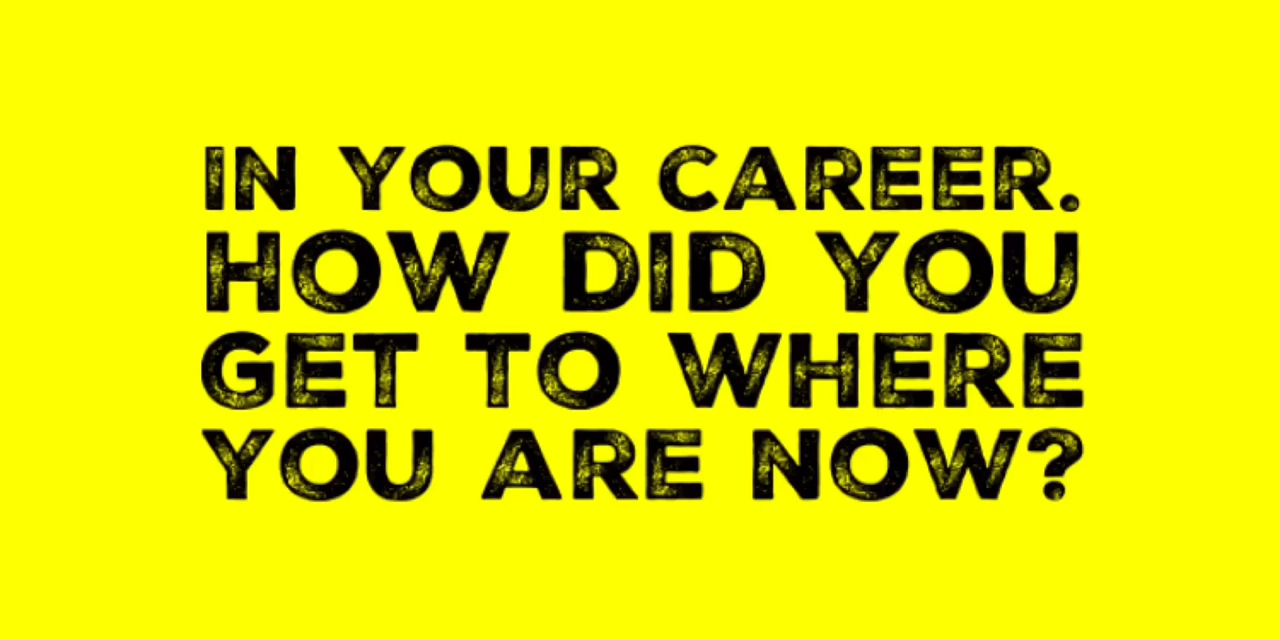 IN YOUR CAREER.
HOW DID YOU
GET TO WHERE
YOU ARE NOW?